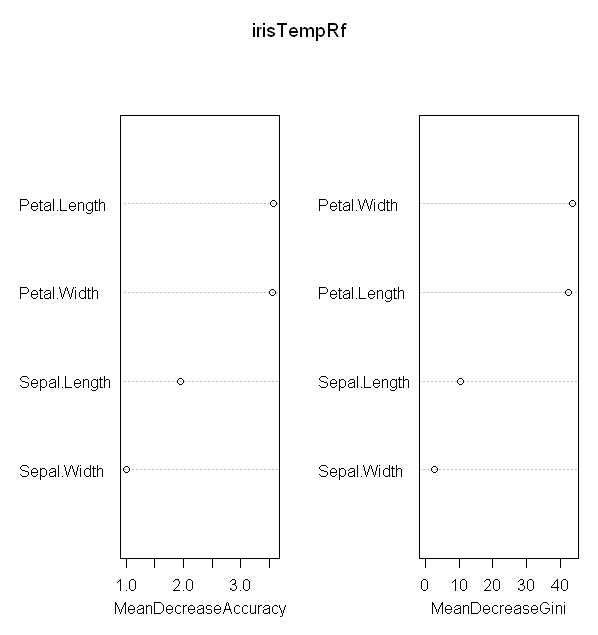 irisTempRf
Petal.Length
Petal.Width
Sepal.Length
Sepal.Width
1.0 2.0 3.0
MeanDecreaseAccuracy
Petal.Width
Petal.Length
Sepal.Length
Sepal.Width
0 10 20 30 40
MeanDecreaseGini